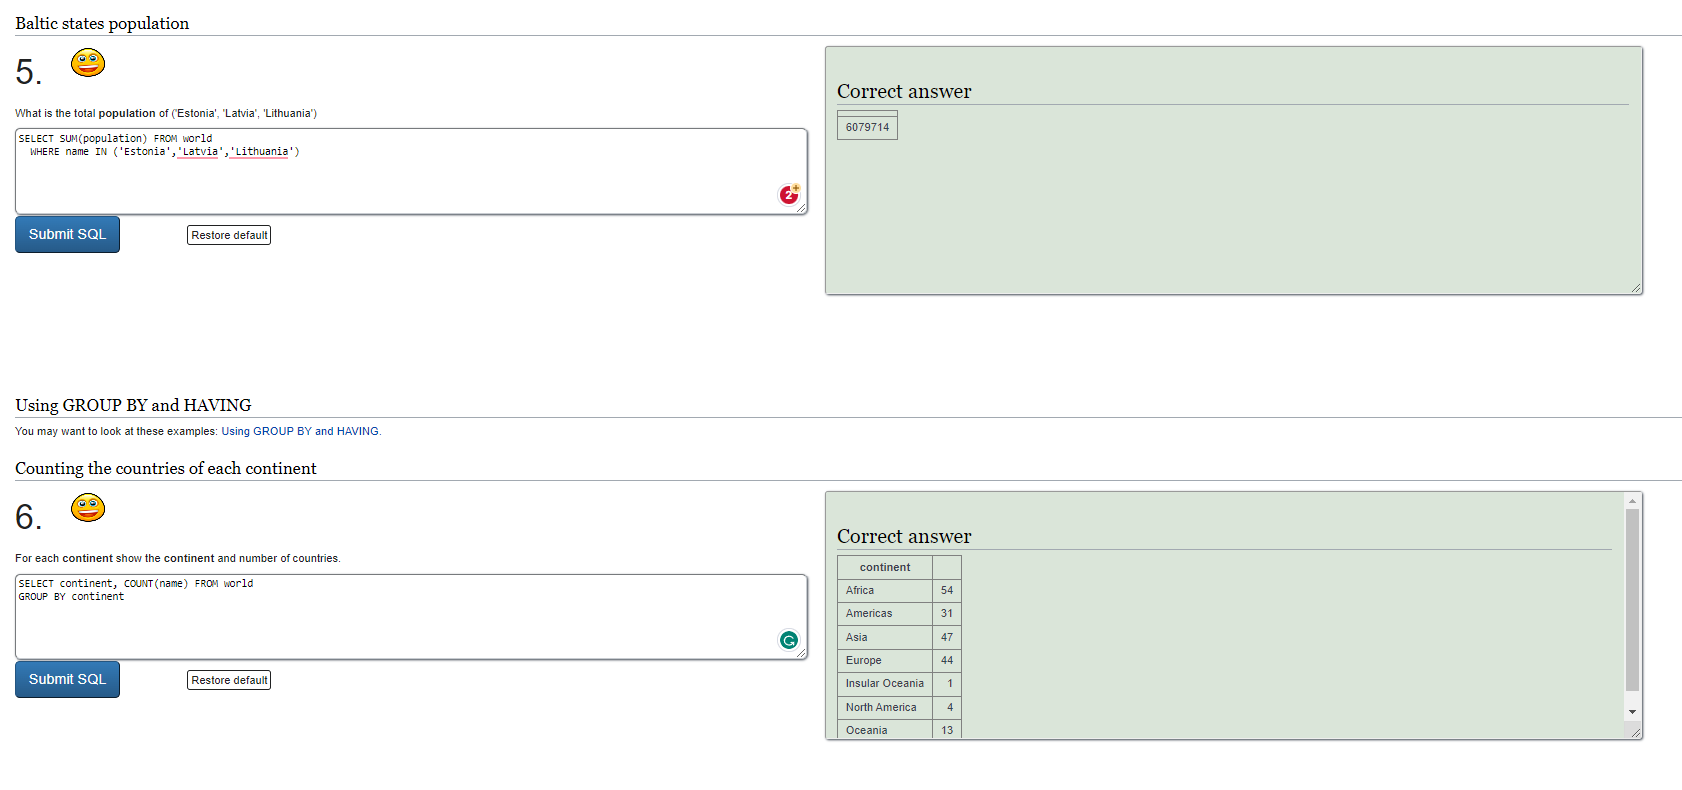 Baltic states population
5.
What is the total population of ('Estonia', 'Latvia', 'Lithuania')
SELECT SUM(population) FROM world
WHERE name IN ('Estonia','Latvia','Lithuania')
2
Submit SQL
Restore default
Correct answer
6079714
Using GROUP BY and HAVING
You may want to look at these examples: Using GROUP BY and HAVING.
Counting the countries of each continent
6.
For each continent show the continent and number of countries.
SELECT continent, COUNT(name) FROM world
GROUP BY continent
Submit SQL
Restore default
Correct answer
continent
Africa 54
Americas 31
Asia 47
Europe 44
Insular Oceania 1
North America 4
Oceania 13